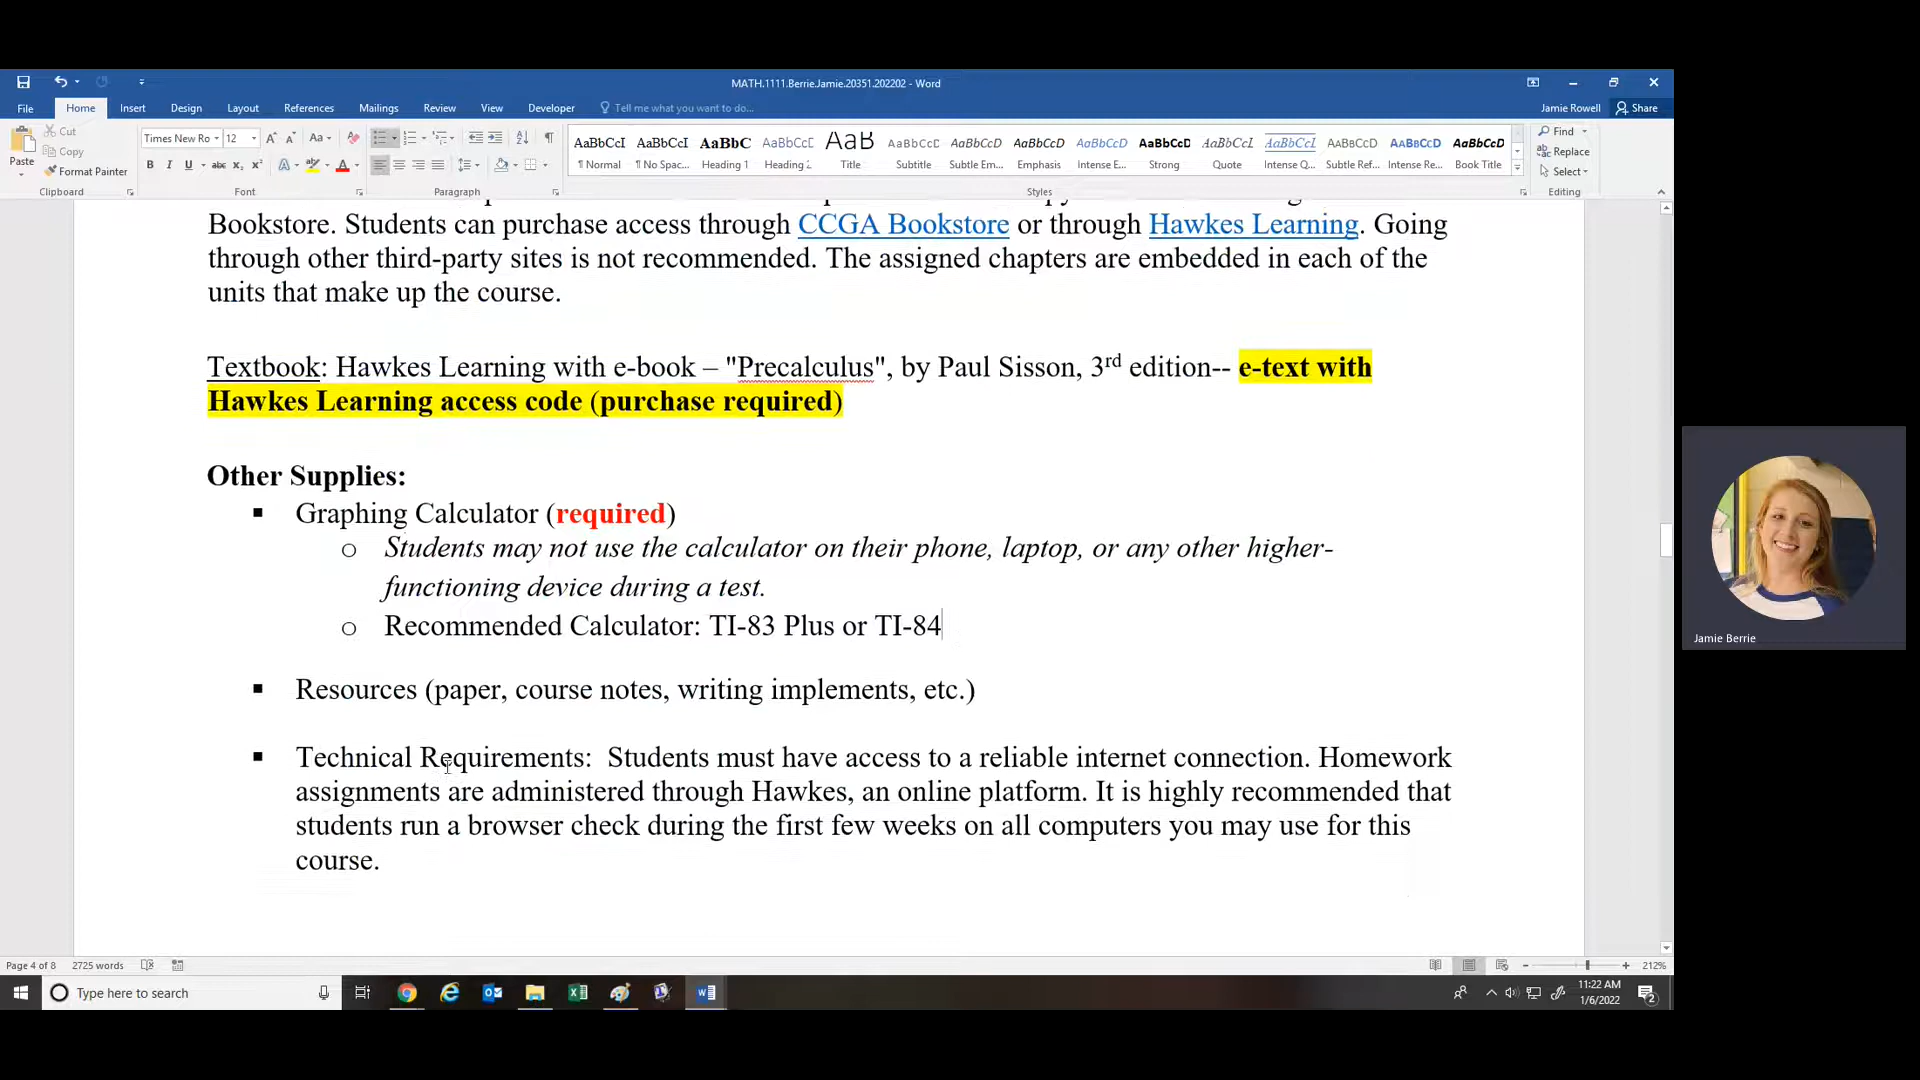 MATH.1111.Berrie.Jamie.20351.202202 - Word
File Home Insert Design Layout References Mailings Review View Developer Tell me what you want to do... Jamie Rowell Share
Paste Cut Copy Format Painter
Clipboard
Times New Ro 12
Font
Paragraph
AaBbCcI AaBbCcI AaBbC AaBbCcD AaB AaBbCcD AaBbCcD AaBbCcD AaBbCcD AaBbCcD AaBbCcD AaBbCcI AaBbCcD AaBbCcD AaBbCcD
¶ Normal ¶ No Spac... Heading 1 Heading 2 Title Subtitle Subtle Em... Emphasis Intense E... Strong Quote Intense Q... Subtle Ref... Intense Re... Book Title
Styles
Find
Replace
Select
Editing
Bookstore. Students can purchase access through CCGA Bookstore or through Hawkes Learning. Going
through other third-party sites is not recommended. The assigned chapters are embedded in each of the
units that make up the course.
Textbook: Hawkes Learning with e-book – "Precalculus", by Paul Sisson, 3rd edition-- e-text with
Hawkes Learning access code (purchase required)
Other Supplies:
▪ Graphing Calculator (required)
o Students may not use the calculator on their phone, laptop, or any other higher-
functioning device during a test.
o Recommended Calculator: TI-83 Plus or TI-84
▪ Resources (paper, course notes, writing implements, etc.)
▪ Technical Requirements: Students must have access to a reliable internet connection. Homework
assignments are administered through Hawkes, an online platform. It is highly recommended that
students run a browser check during the first few weeks on all computers you may use for this
course.
Jamie Berrie
Page 4 of 8 2725 words 212%
Type here to search
11:22 AM
1/6/2022
2